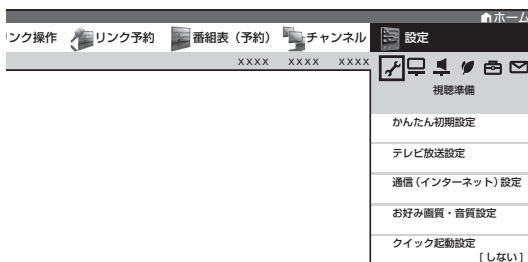 ホーム
ンク操作 リンク予約 番組表（予約） チャンネル 設定
xxxx xxxx xxxx
視聴準備
かんたん初期設定
テレビ放送設定
通信（インターネット）設定
お好み画質・音質設定
クイック起動設定
[しない]